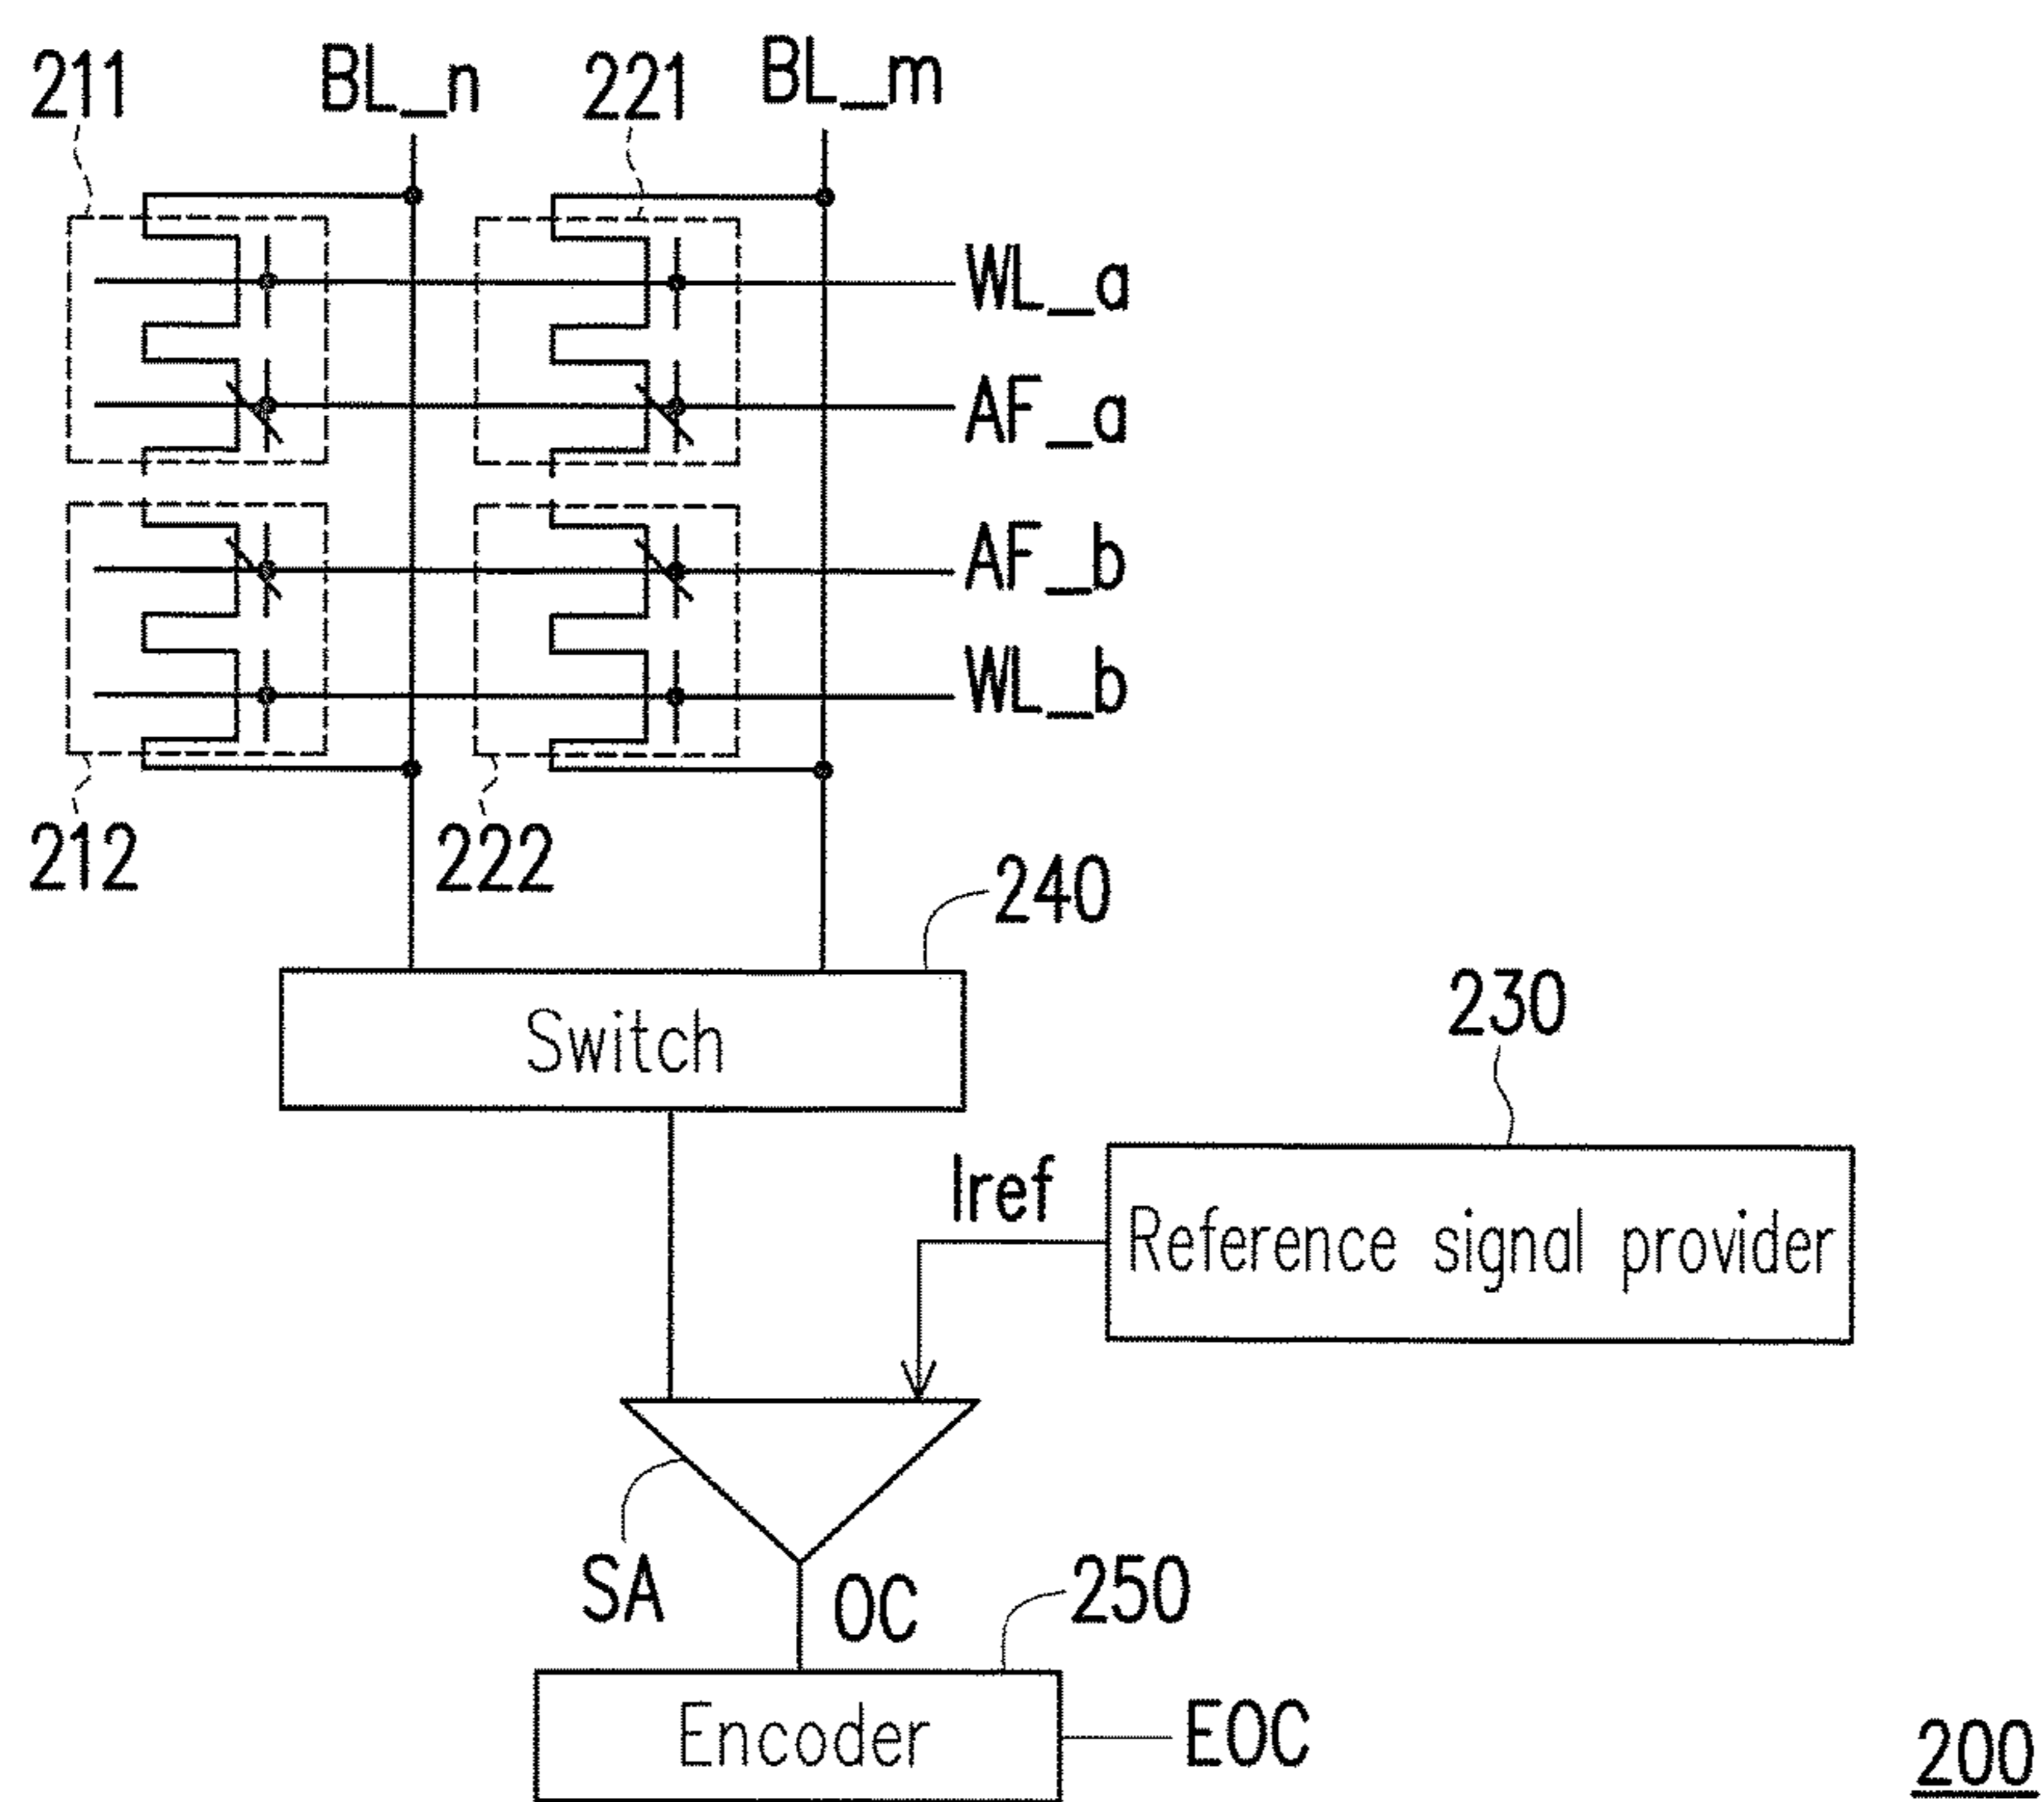 211 BL_n 221 BL_m
WL_a
AF_a
AF_b
WL_b
212 222
240
Switch
230
Iref
Reference signal provider
SA
OC
250
Encoder
EOC
200